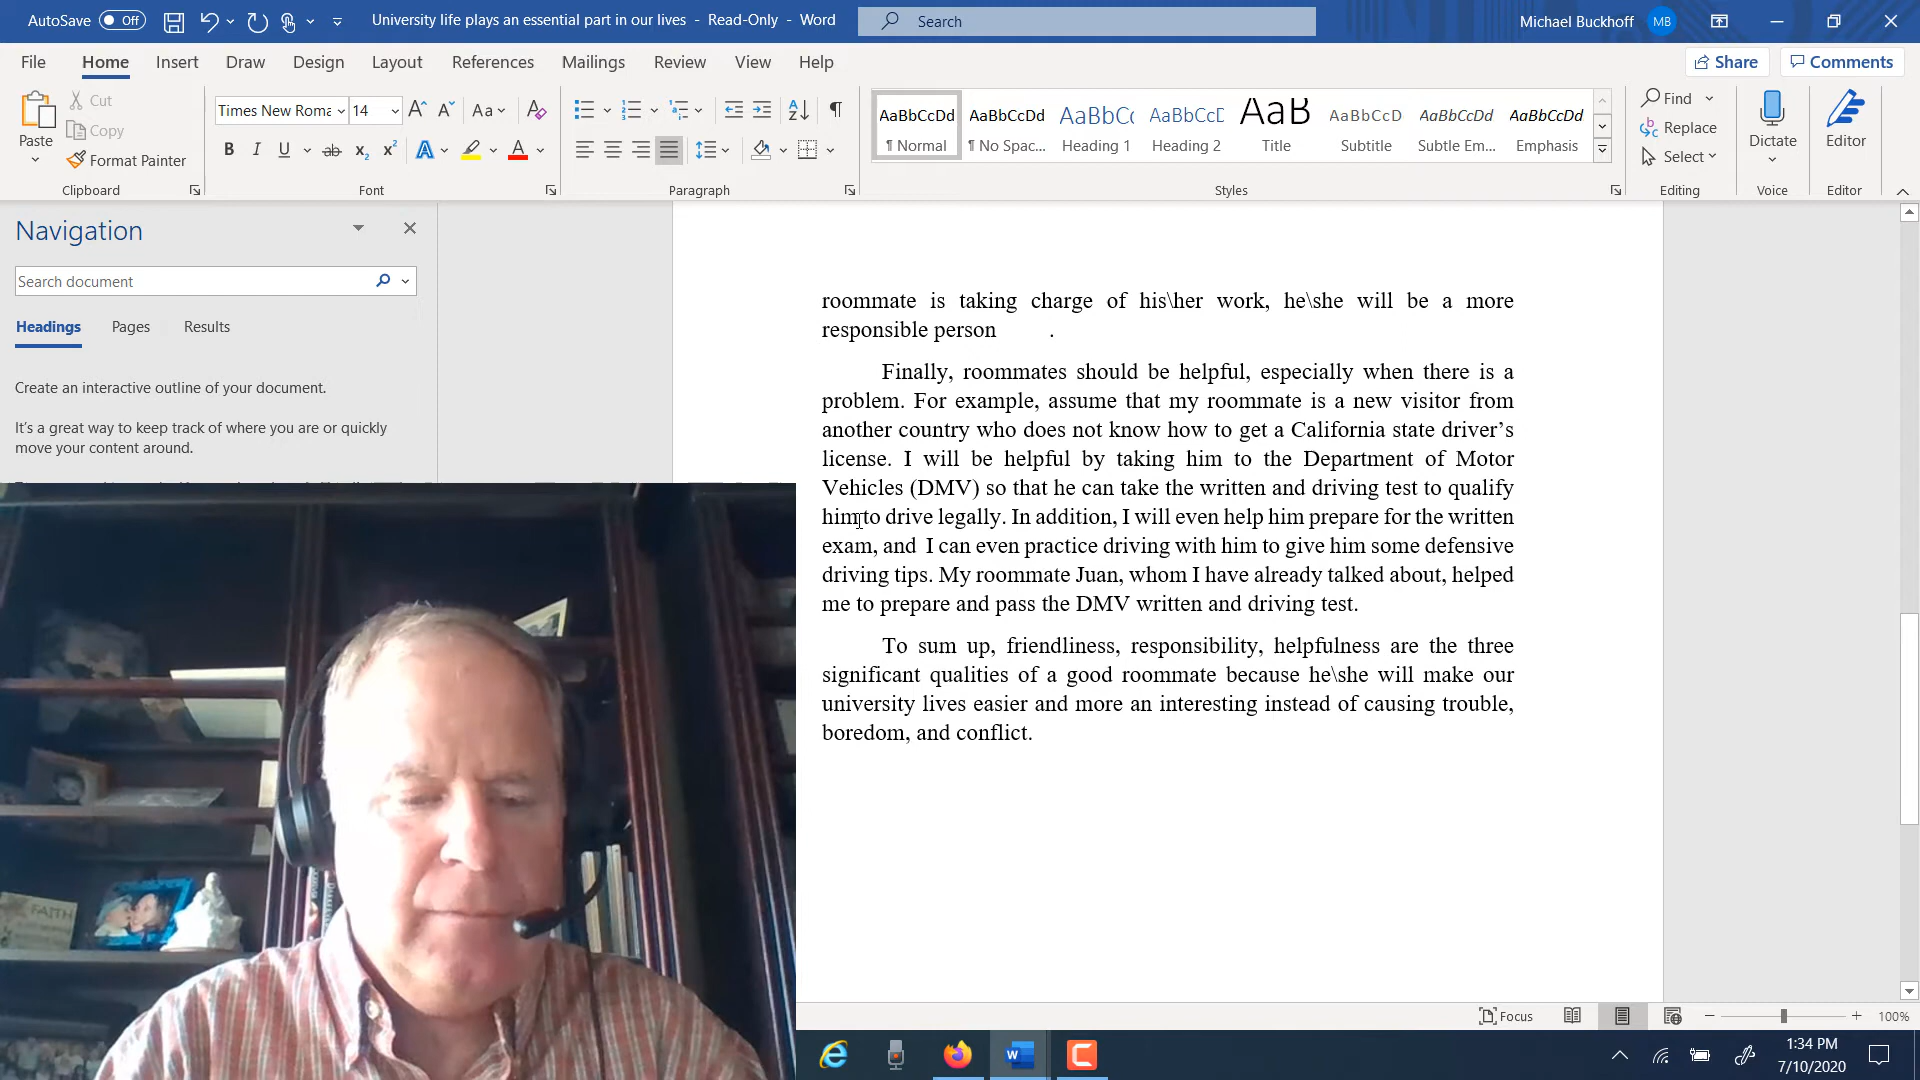 AutoSave Off University life plays an essential part in our lives - Read-Only - Word Search Michael Buckhoff MB
File Home Insert Draw Design Layout References Mailings Review View Help Share Comments
Paste Cut Copy Format Painter Clipboard
Times New Roma 14 Aa
B I U ab x₂ x² A A Font
Paragraph
AaBbCcDd AaBbCcDd AaBbC AaBbCcD AaB AaBbCcD AaBbCcDd AaBbCcDd
¶ Normal ¶ No Spac... Heading 1 Heading 2 Title Subtitle Subtle Em... Emphasis
Styles
Find Replace Select Editing
Dictate Voice
Editor Editor
Navigation
Search document
Headings Pages Results
Create an interactive outline of your document.
It's a great way to keep track of where you are or quickly
move your content around.
roommate is taking charge of his\her work, he\she will be a more
responsible person .
Finally, roommates should be helpful, especially when there is a
problem. For example, assume that my roommate is a new visitor from
another country who does not know how to get a California state driver's
license. I will be helpful by taking him to the Department of Motor
Vehicles (DMV) so that he can take the written and driving test to qualify
him to drive legally. In addition, I will even help him prepare for the written
exam, and I can even practice driving with him to give him some defensive
driving tips. My roommate Juan, whom I have already talked about, helped
me to prepare and pass the DMV written and driving test.
To sum up, friendliness, responsibility, helpfulness are the three
significant qualities of a good roommate because he\she will make our
university lives easier and more an interesting instead of causing trouble,
boredom, and conflict.
FAITH
Focus 100%
1:34 PM
7/10/2020